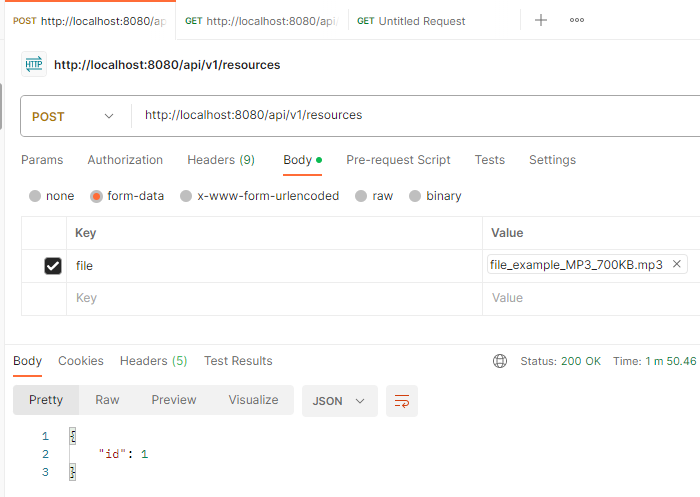 POST http://localhost:8080/ap GET http://localhost:8080/api/ GET Untitled Request
HTTP http://localhost:8080/api/v1/resources
POST http://localhost:8080/api/v1/resources
Params Authorization Headers (9) Body Pre-request Script Tests Settings
none form-data x-www-form-urlencoded raw binary
Key Value
file file_example_MP3_700KB.mp3
Key Value
Body Cookies Headers (5) Test Results Status: 200 OK Time: 1 m 50.46
Pretty Raw Preview Visualize JSON
1 {
2 "id": 1
3 }